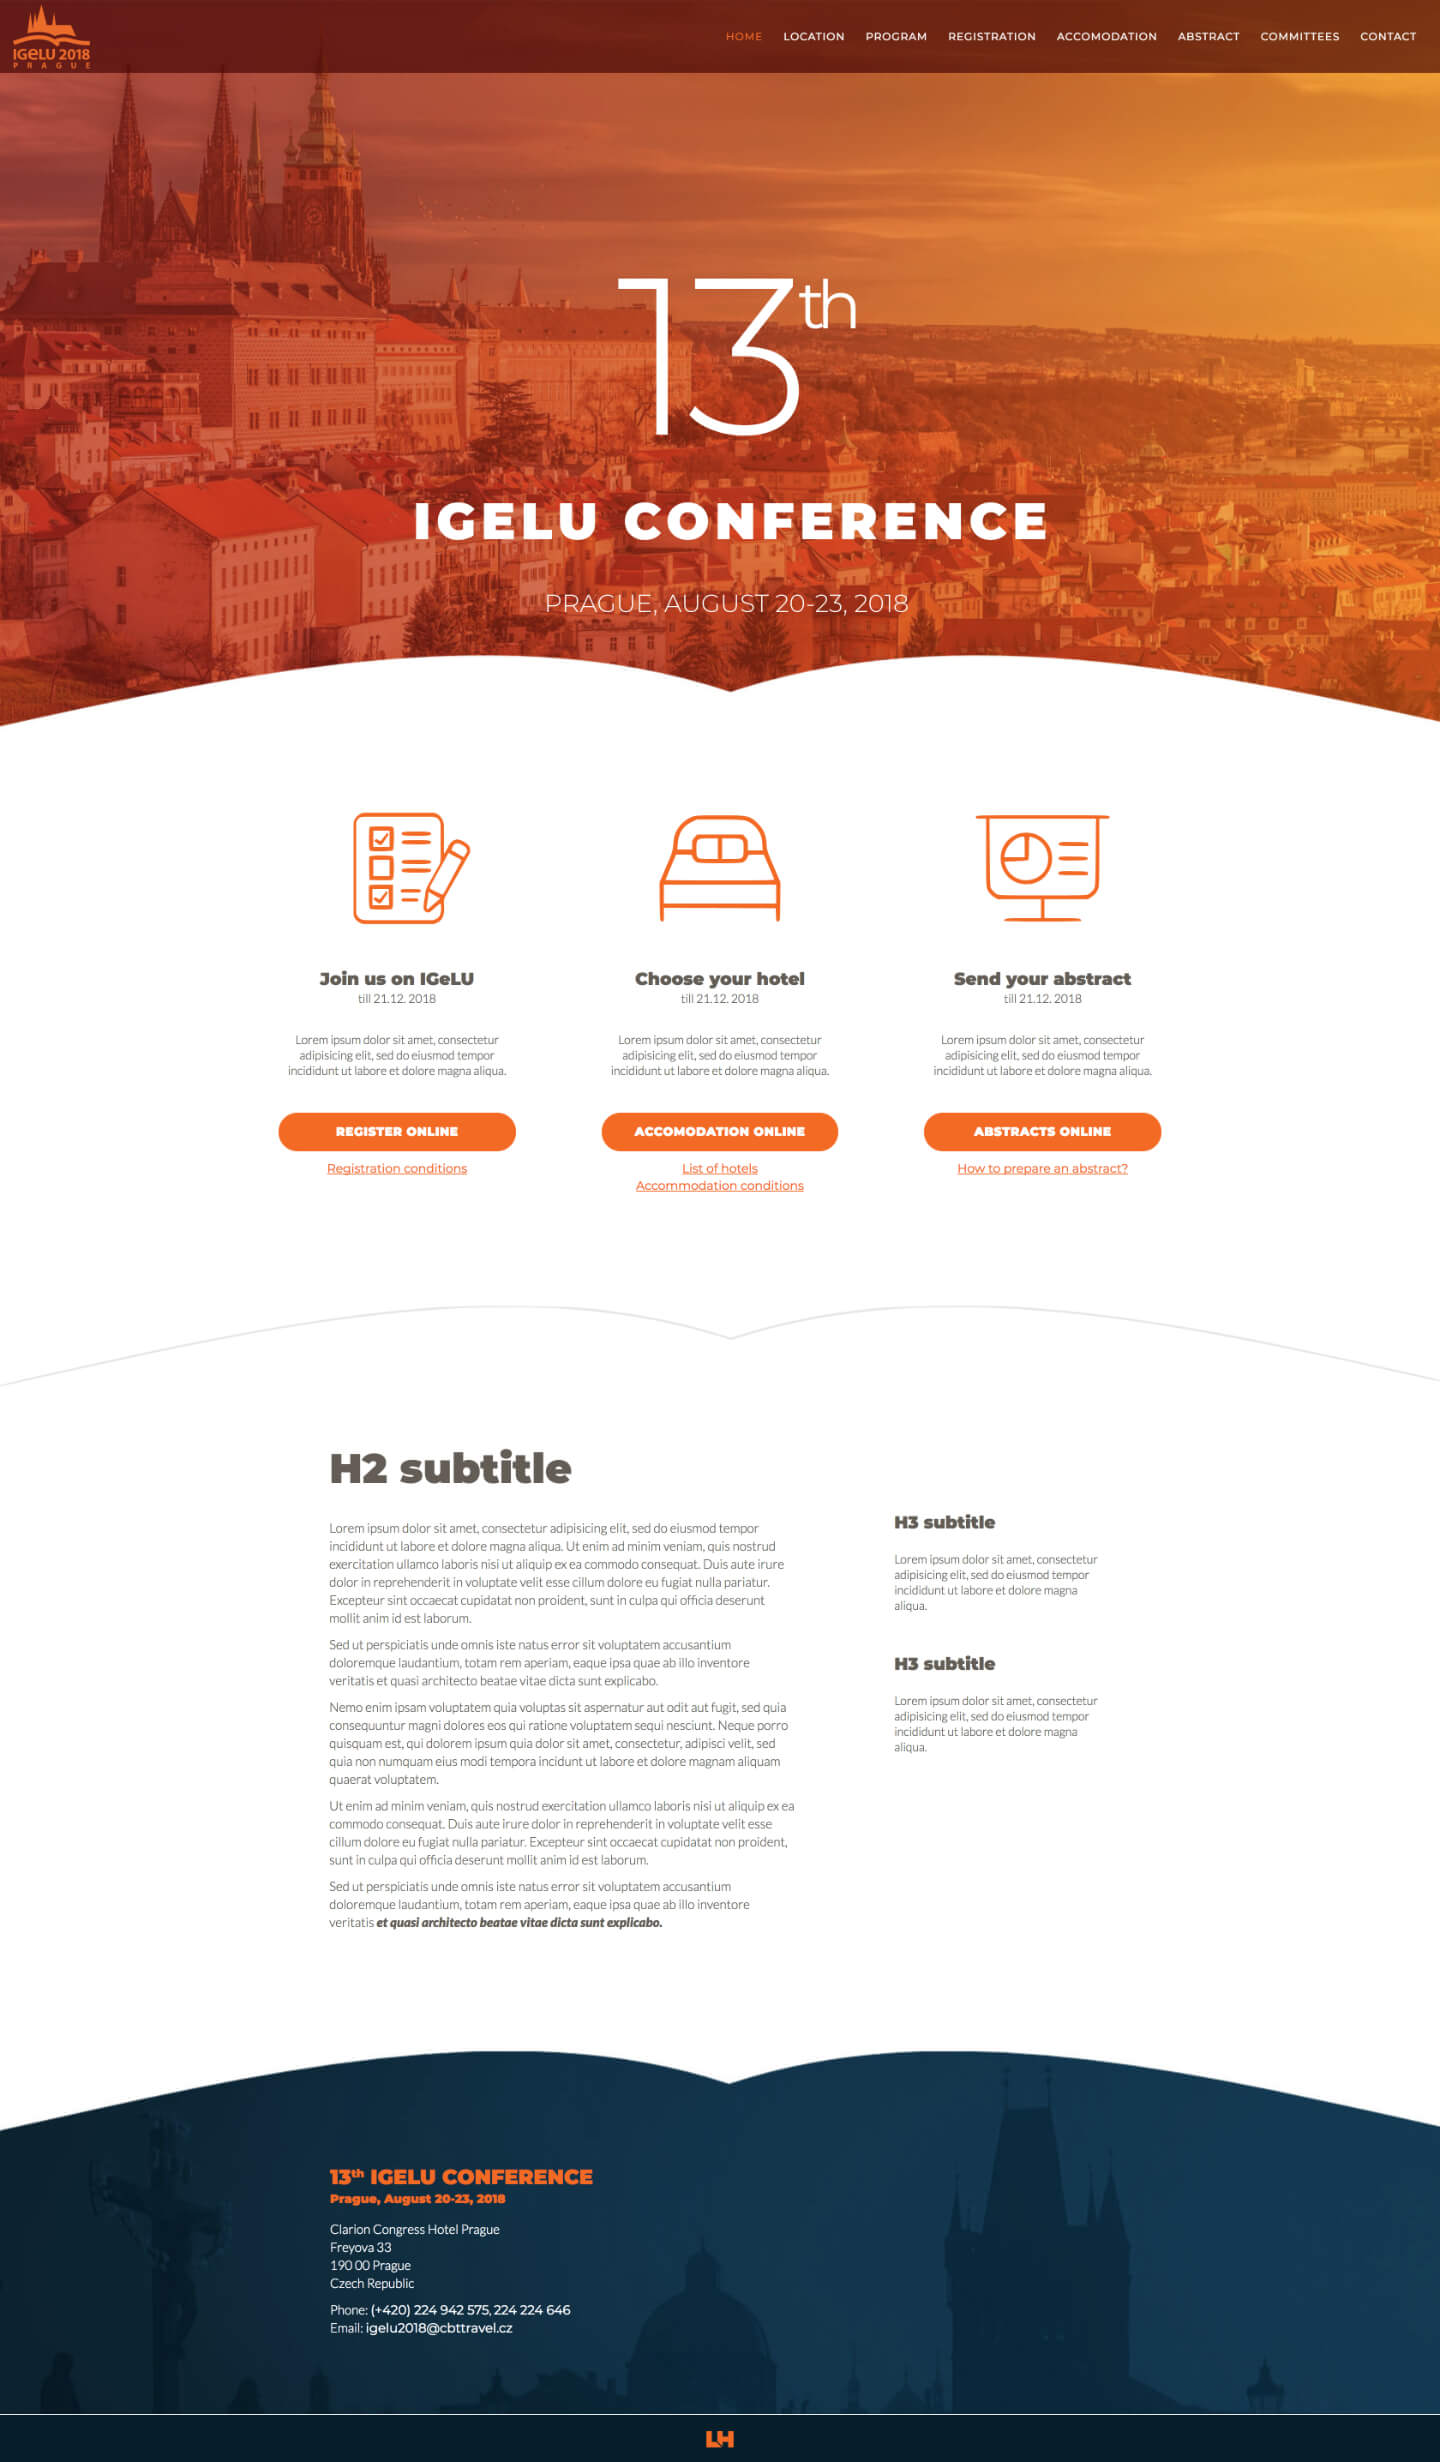 IGeLU 2018
PRAGUE
HOME LOCATION PROGRAM REGISTRATION ACCOMODATION ABSTRACT COMMITTEES CONTACT
13th
IGELU CONFERENCE
PRAGUE, AUGUST 20-23, 2018
Join us on IGeLU
till 21.12. 2018
Lorem ipsum dolor sit amet, consectetur
adipisicing elit, sed do eiusmod tempor
incididunt ut labore et dolore magna aliqua.
REGISTER ONLINE
Registration conditions
Choose your hotel
till 21.12. 2018
Lorem ipsum dolor sit amet, consectetur
adipisicing elit, sed do eiusmod tempor
incididunt ut labore et dolore magna aliqua.
ACCOMODATION ONLINE
List of hotels
Accommodation conditions
Send your abstract
till 21.12. 2018
Lorem ipsum dolor sit amet, consectetur
adipisicing elit, sed do eiusmod tempor
incididunt ut labore et dolore magna aliqua.
ABSTRACTS ONLINE
How to prepare an abstract?
H2 subtitle
Lorem ipsum dolor sit amet, consectetur adipisicing elit, sed do eiusmod tempor
incididunt ut labore et dolore magna aliqua. Ut enim ad minim veniam, quis nostrud
exercitation ullamco laboris nisi ut aliquip ex ea commodo consequat. Duis aute irure
dolor in reprehenderit in voluptate velit esse cillum dolore eu fugiat nulla pariatur.
Excepteur sint occaecat cupidatat non proident, sunt in culpa qui officia deserunt
mollit anim id est laborum.
Sed ut perspiciatis unde omnis iste natus error sit voluptatem accusantium
doloremque laudantium, totam rem aperiam, eaque ipsa quae ab illo inventore
veritatis et quasi architecto beatae vitae dicta sunt explicabo.
Nemo enim ipsam voluptatem quia voluptas sit aspernatur aut odit aut fugit, sed quia
consequuntur magni dolores eos qui ratione voluptatem sequi nesciunt. Neque porro
quisquam est, qui dolorem ipsum quia dolor sit amet, consectetur, adipisci velit, sed
quia non numquam eius modi tempora incidunt ut labore et dolore magnam aliquam
quaerat voluptatem.
Ut enim ad minim veniam, quis nostrud exercitation ullamco laboris nisi ut aliquip ex ea
commodo consequat. Duis aute irure dolor in reprehenderit in voluptate velit esse
cillum dolore eu fugiat nulla pariatur. Excepteur sint occaecat cupidatat non proident,
sunt in culpa qui officia deserunt mollit anim id est laborum.
Sed ut perspiciatis unde omnis iste natus error sit voluptatem accusantium
doloremque laudantium, totam rem aperiam, eaque ipsa quae ab illo inventore
veritatis et quasi architecto beatae vitae dicta sunt explicabo.
H3 subtitle
Lorem ipsum dolor sit amet, consectetur
adipisicing elit, sed do eiusmod tempor
incididunt ut labore et dolore magna
aliqua.
H3 subtitle
Lorem ipsum dolor sit amet, consectetur
adipisicing elit, sed do eiusmod tempor
incididunt ut labore et dolore magna
aliqua.
13th IGELU CONFERENCE
Prague, August 20-23, 2018
Clarion Congress Hotel Prague
Freyova 33
190 00 Prague
Czech Republic
Phone: (+420) 224 942 575, 224 224 646
Email: igelu2018@cbttravel.cz
LH